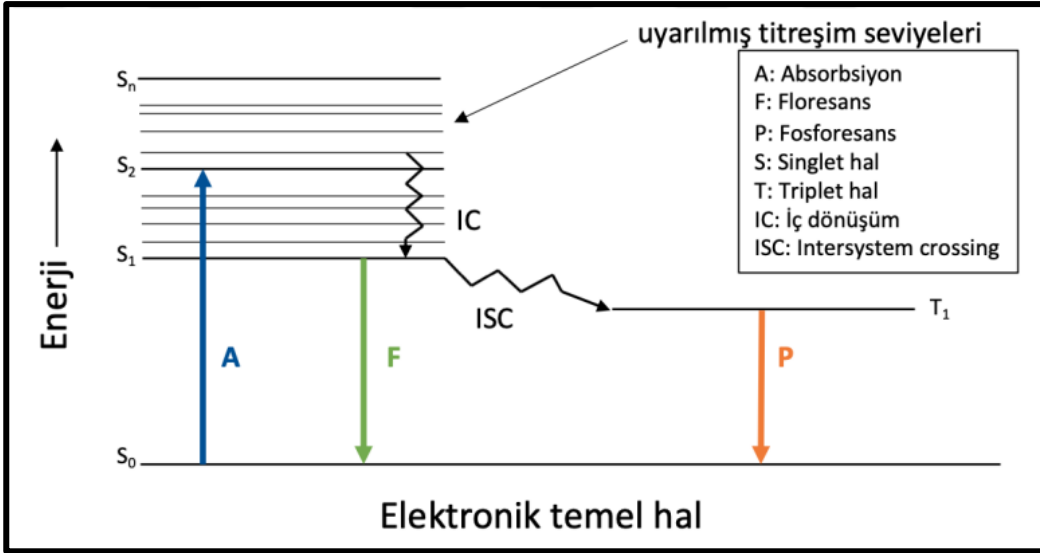 uyarılmış titreşim seviyeleri
Sn
A: Absorbsiyon
F: Floresans
P: Fosforesans
S: Singlet hal
T: Triplet hal
IC: İç dönüşüm
ISC: Intersystem crossing
Enerji
S2
IC
S1
ISC
T1
A
F
P
S0
Elektronik temel hal